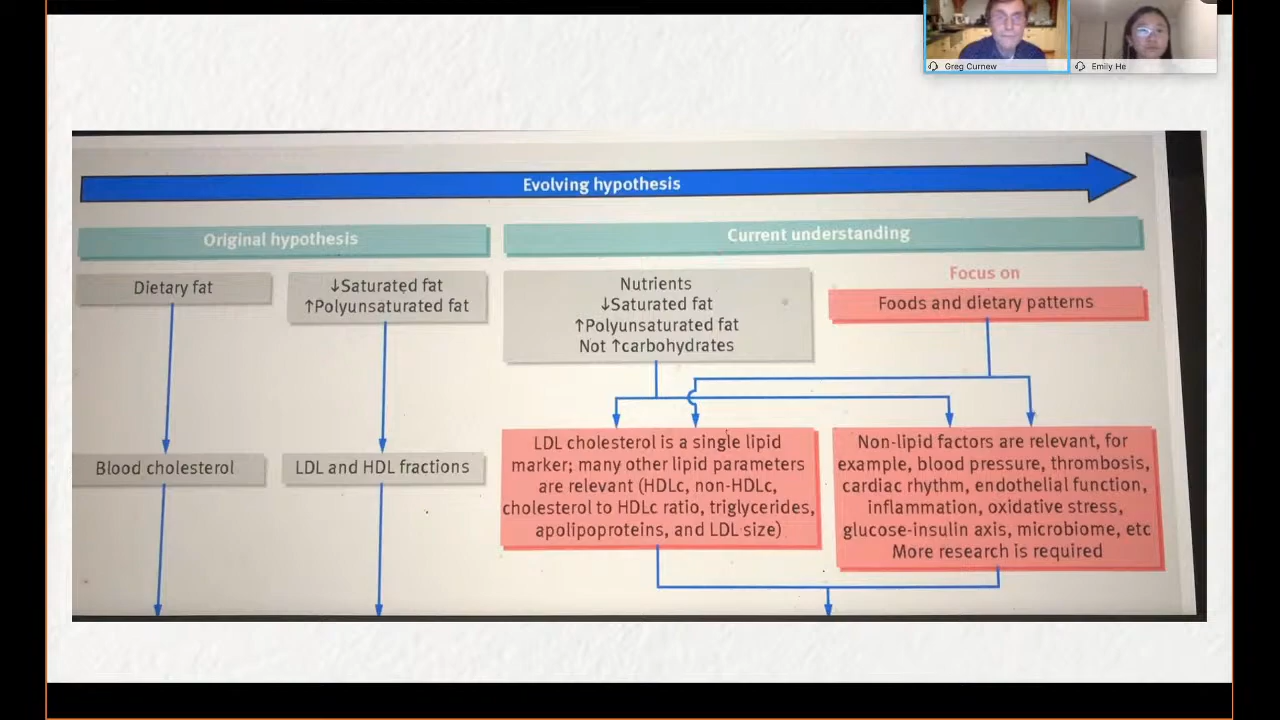 Greg Curnew
Emily He
Evolving hypothesis
Original hypothesis
Current understanding
Dietary fat
↓Saturated fat
↑Polyunsaturated fat
Nutrients
↓Saturated fat
↑Polyunsaturated fat
Not ↑carbohydrates
Focus on
Foods and dietary patterns
Blood cholesterol
LDL and HDL fractions
LDL cholesterol is a single lipid
marker; many other lipid parameters
are relevant (HDLc, non-HDLc,
cholesterol to HDLc ratio, triglycerides,
apolipoproteins, and LDL size)
Non-lipid factors are relevant, for
example, blood pressure, thrombosis,
cardiac rhythm, endothelial function,
inflammation, oxidative stress,
glucose-insulin axis, microbiome, etc
More research is required